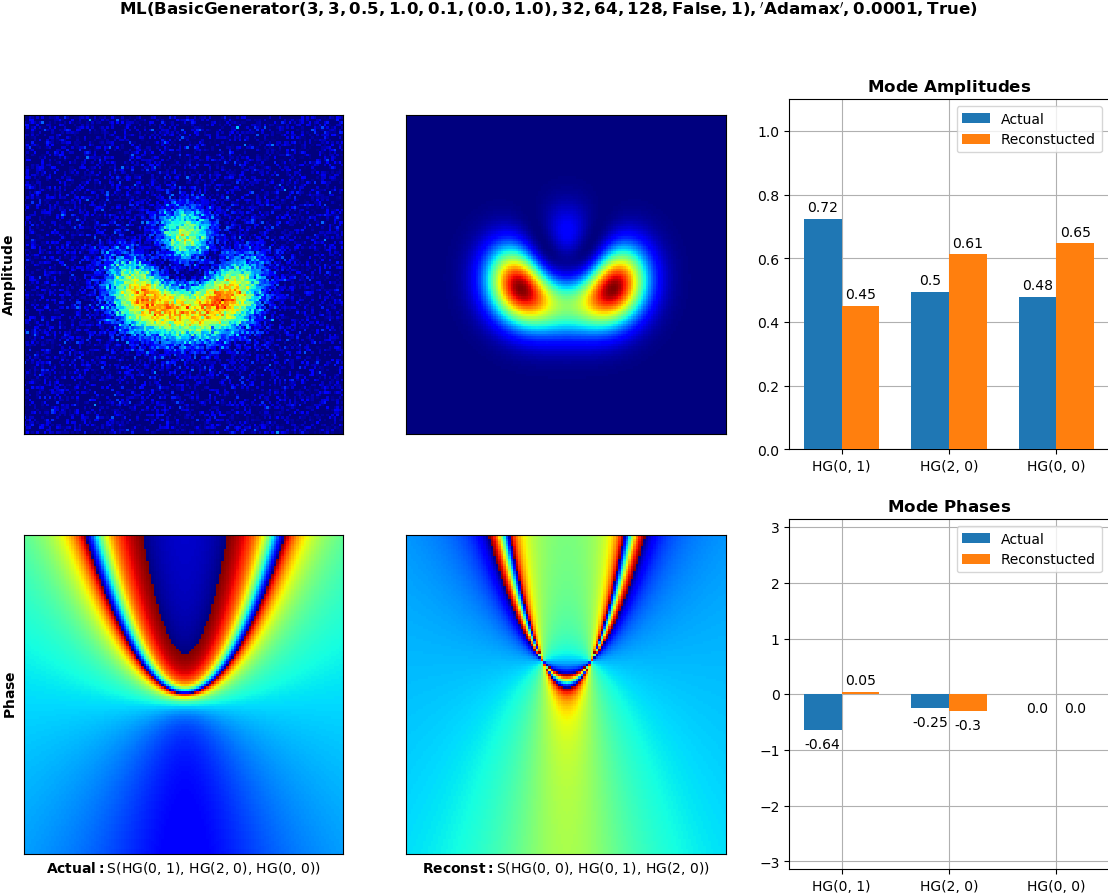 ML(BasicGenerator(3, 3, 0.5, 1.0, 0.1, (0.0, 1.0), 32, 64, 128, False, 1), ′Adamax′, 0.0001, True)
Mode Amplitudes
Amplitude
1.0
0.8
0.6
0.4
0.2
0.0
Actual
Reconstucted
0.72
0.45
0.5
0.61
0.48
0.65
HG(0, 1)
HG(2, 0)
HG(0, 0)
Mode Phases
Phase
3
2
1
0
−1
−2
−3
Actual
Reconstucted
-0.64
0.05
-0.25
-0.3
0.0
0.0
HG(0, 1)
HG(2, 0)
HG(0, 0)
Actual: S(HG(0, 1), HG(2, 0), HG(0, 0))
Reconst: S(HG(0, 0), HG(0, 1), HG(2, 0))